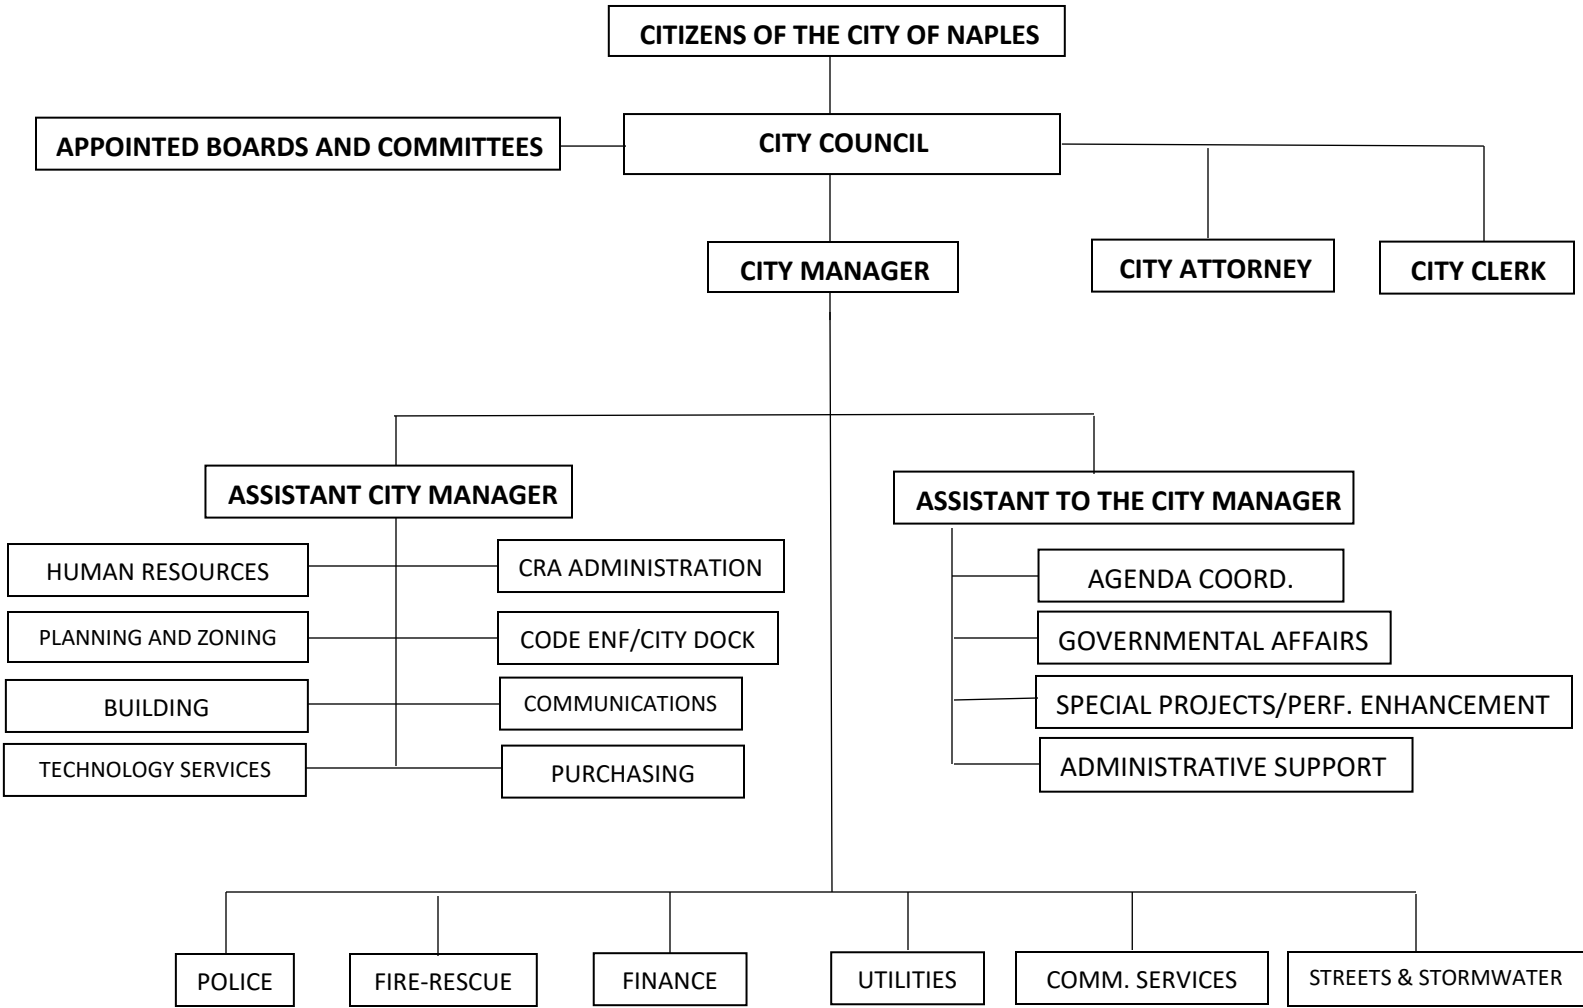 CITIZENS OF THE CITY OF NAPLES
APPOINTED BOARDS AND COMMITTEES
CITY COUNCIL
CITY MANAGER
CITY ATTORNEY
CITY CLERK
ASSISTANT CITY MANAGER
HUMAN RESOURCES
CRA ADMINISTRATION
PLANNING AND ZONING
CODE ENF/CITY DOCK
BUILDING
COMMUNICATIONS
TECHNOLOGY SERVICES
PURCHASING
ASSISTANT TO THE CITY MANAGER
AGENDA COORD.
GOVERNMENTAL AFFAIRS
SPECIAL PROJECTS/PERF. ENHANCEMENT
ADMINISTRATIVE SUPPORT
POLICE
FIRE-RESCUE
FINANCE
UTILITIES
COMM. SERVICES
STREETS & STORMWATER